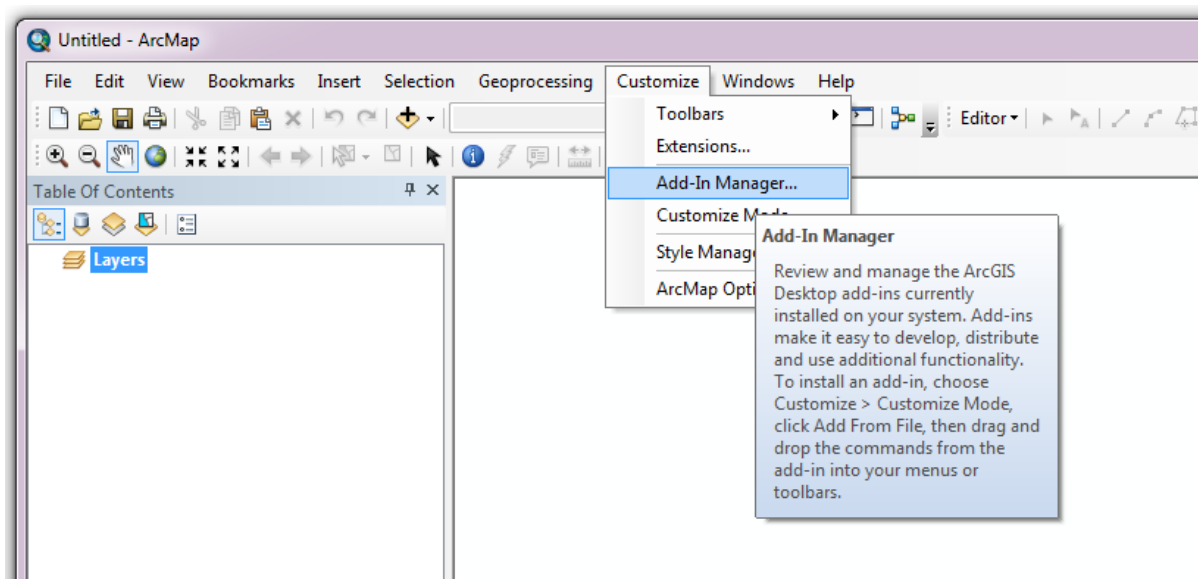 Untitled - ArcMap
File Edit View Bookmarks Insert Selection Geoprocessing Customize Windows Help
Editor
Table Of Contents
Layers
Toolbars
Extensions...
Add-In Manager...
Customize Mode
Style Manag
ArcMap Opti
Add-In Manager
Review and manage the ArcGIS
Desktop add-ins currently
installed on your system. Add-ins
make it easy to develop, distribute
and use additional functionality.
To install an add-in, choose
Customize > Customize Mode,
click Add From File, then drag and
drop the commands from the
add-in into your menus or
toolbars.